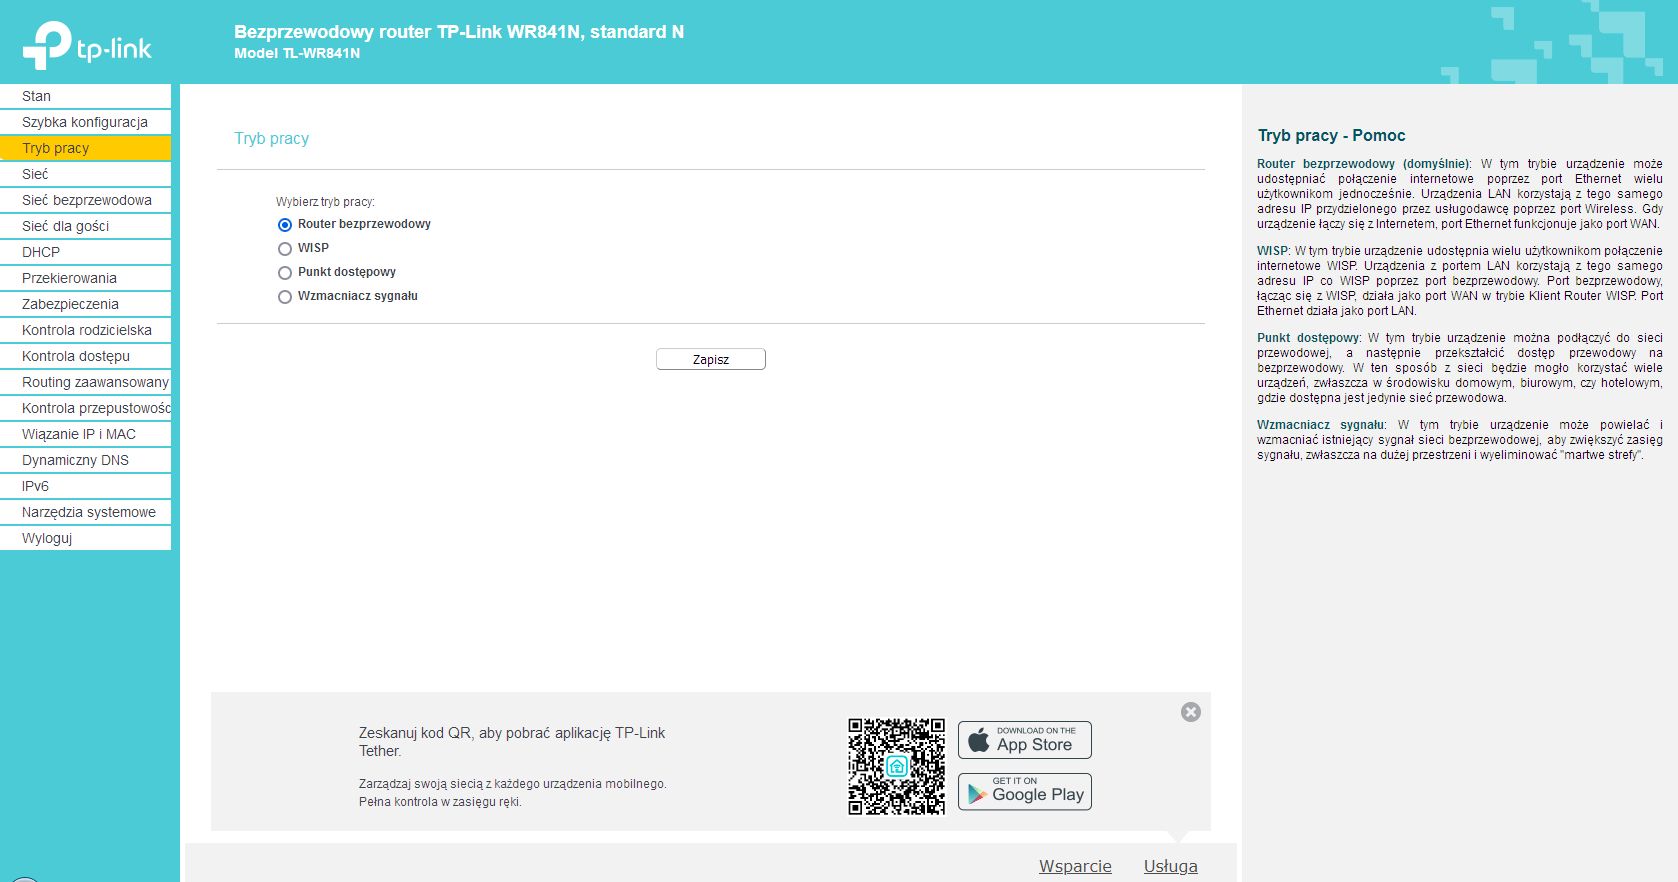 tp-link
Bezprzewodowy router TP-Link WR841N, standard N
Model TL-WR841N
Stan
Szybka konfiguracja
Tryb pracy
Sieć
Sieć bezprzewodowa
Sieć dla gości
DHCP
Przekierowania
Zabezpieczenia
Kontrola rodzicielska
Kontrola dostępu
Routing zaawansowany
Kontrola przepustowośc
Wiązanie IP i MAC
Dynamiczny DNS
IPv6
Narzędzia systemowe
Wyloguj
Tryb pracy
Wybierz tryb pracy:
Router bezprzewodowy
WISP
Punkt dostępowy
Wzmacniacz sygnału
Zapisz
Tryb pracy - Pomoc
Router bezprzewodowy (domyślnie): W tym trybie urządzenie może
udostępniać połączenie internetowe poprzez port Ethernet wielu
użytkownikom jednocześnie. Urządzenia LAN korzystają z tego samego
adresu IP przydzielonego przez usługodawcę poprzez port Wireless. Gdy
urządzenie łączy się z Internetem, port Ethernet funkcjonuje jako port WAN.
WISP: W tym trybie urządzenie udostępnia wielu użytkownikom połączenie
internetowe WISP. Urządzenia z portem LAN korzystają z tego samego
adresu IP co WISP poprzez port bezprzewodowy. Port bezprzewodowy,
łącząc się z WISP, działa jako port WAN w trybie Klient Router WISP. Port
Ethernet działa jako port LAN.
Punkt dostępowy: W tym trybie urządzenie można podłączyć do sieci
przewodowej, a następnie przekształcić dostęp przewodowy na
bezprzewodowy. W ten sposób z sieci będzie mogło korzystać wiele
urządzeń, zwłaszcza w środowisku domowym, biurowym, czy hotelowym,
gdzie dostępna jest jedynie sieć przewodowa.
Wzmacniacz sygnału: W tym trybie urządzenie może powielać i
wzmacniać istniejący sygnał sieci bezprzewodowej, aby zwiększyć zasięg
sygnału, zwłaszcza na dużej przestrzeni i wyeliminować "martwe strefy".
Zeskanuj kod QR, aby pobrać aplikację TP-Link
Tether.
Zarządzaj swoją siecią z każdego urządzenia mobilnego.
Pełna kontrola w zasięgu ręki.
DOWNLOAD ON THE
App Store
GET IT ON
Google Play
Wsparcie
Usługa